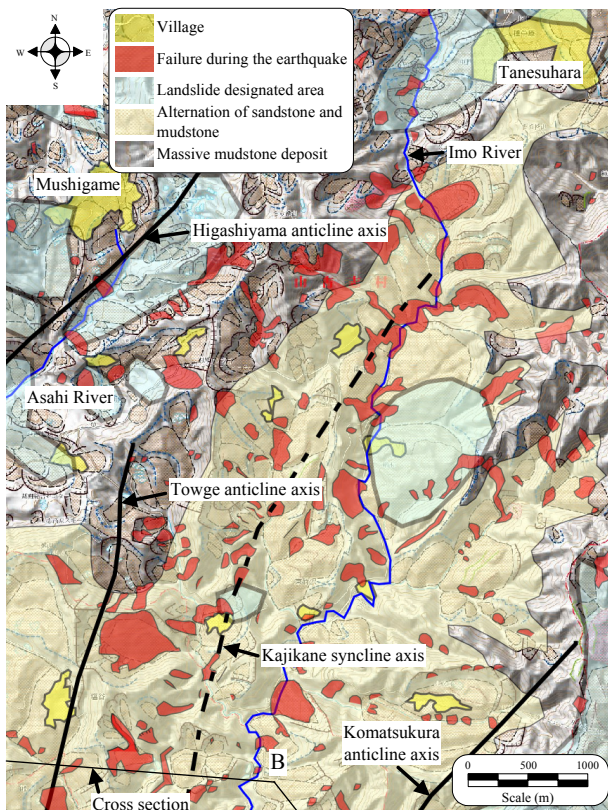 N
W
E
S
Village
Failure during the earthquake
Landslide designated area
Alternation of sandstone and
mudstone
Massive mudstone deposit
Tanesuhara
Imo River
Mushigame
Higashiyama anticline axis
Asahi River
Towge anticline axis
Kajikane syncline axis
Komatsukura
anticline axis
B
Cross section
0 500 1000
Scale (m)